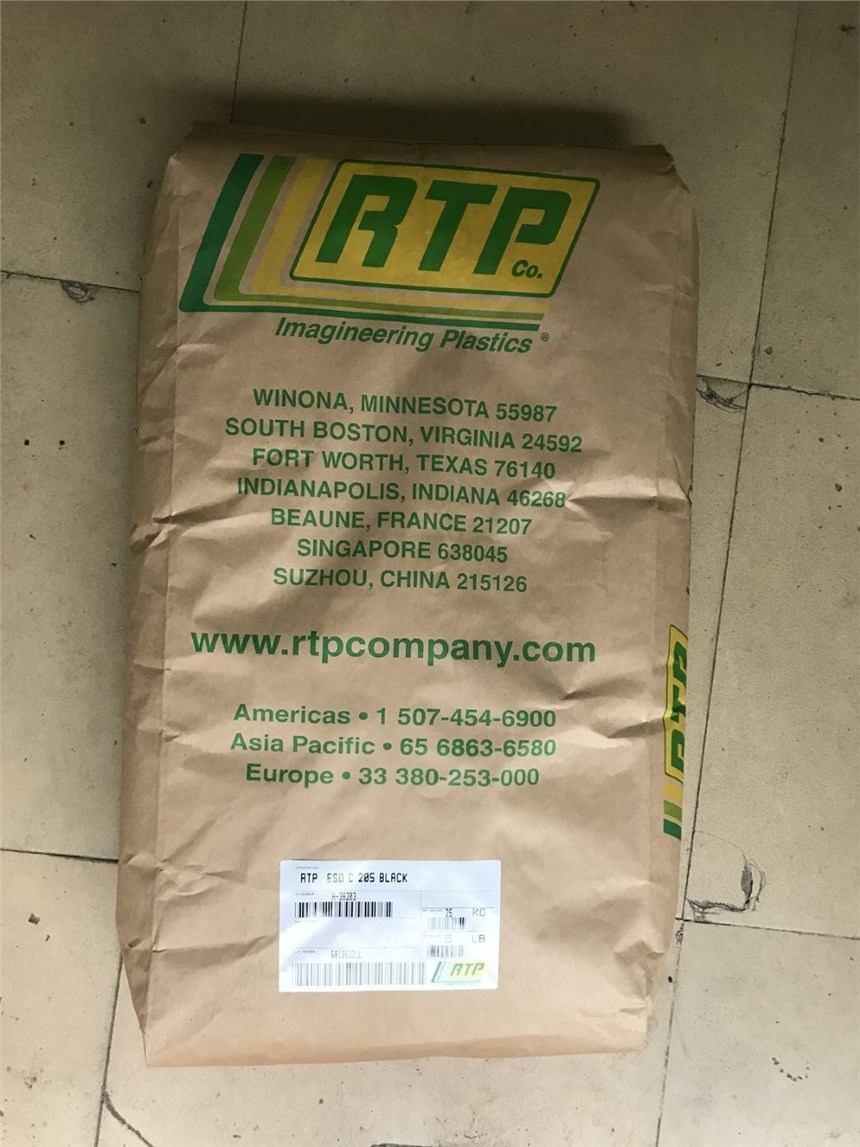 RTP
Co.
Imagineering Plastics®
WINONA, MINNESOTA 55987
SOUTH BOSTON, VIRGINIA 24592
FORT WORTH, TEXAS 76140
INDIANAPOLIS, INDIANA 46268
BEAUNE, FRANCE 21207
SINGAPORE 638045
SUZHOU, CHINA 215126
www.rtpcompany.com
Americas • 1 507-454-6900
Asia Pacific • 65 6863-6580
Europe • 33 380-253-000
RTP
RTP ESD C 205 BLACK
25 KG
LB
RTP